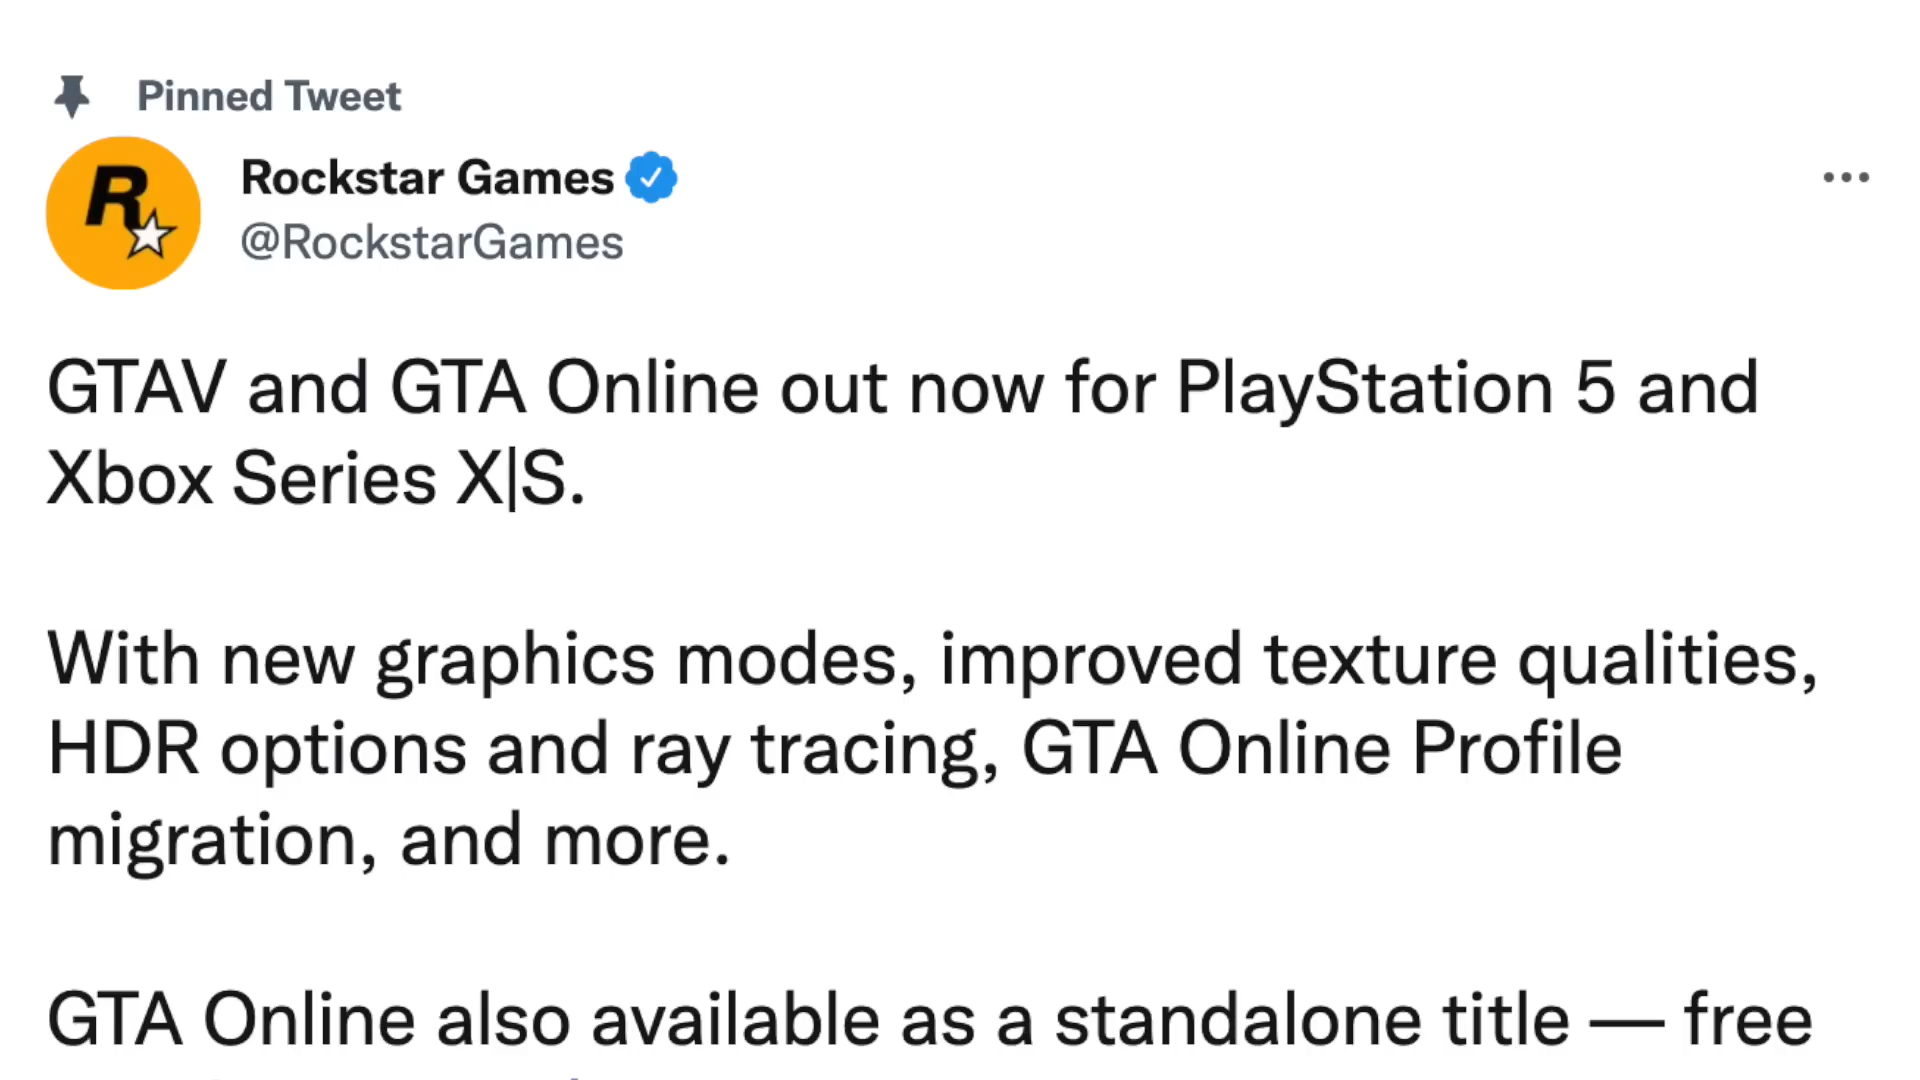 Pinned Tweet
R
Rockstar Games
@RockstarGames
GTAV and GTA Online out now for PlayStation 5 and
Xbox Series X|S.
With new graphics modes, improved texture qualities,
HDR options and ray tracing, GTA Online Profile
migration, and more.
GTA Online also available as a standalone title — free